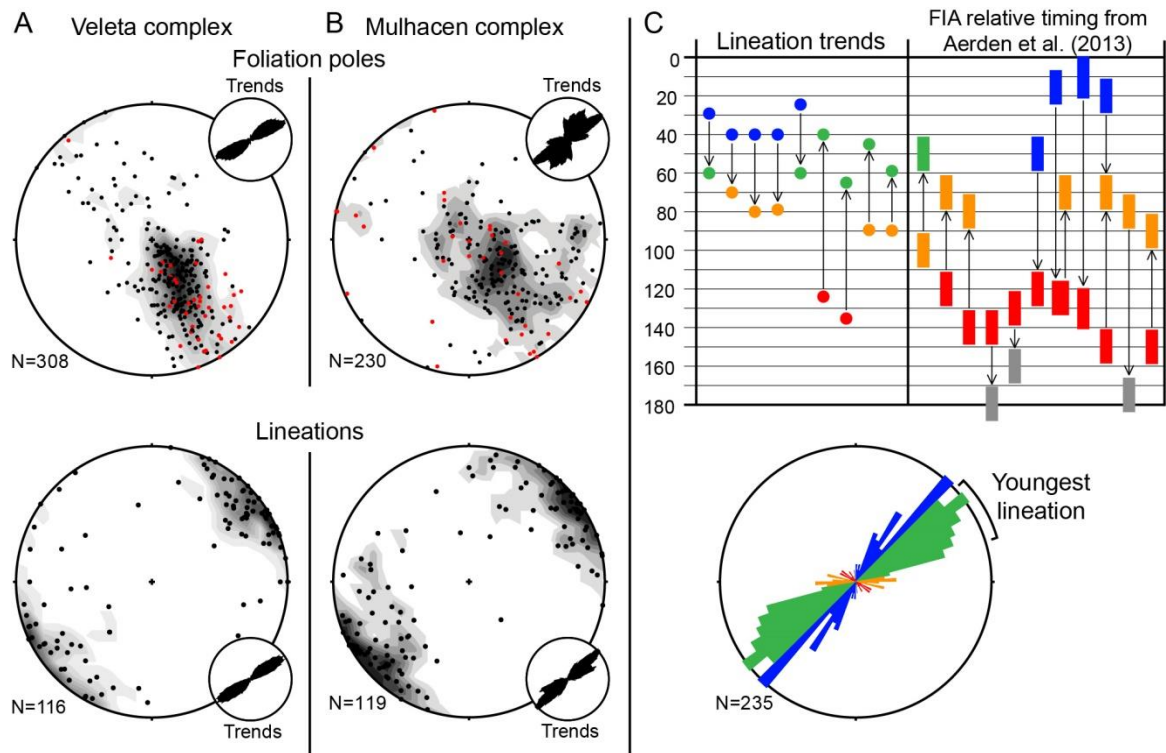 A
Veleta complex
B
Mulhacen complex
Foliation poles
Trends
Trends
N=308
N=230
Lineations
N=116
Trends
N=119
Trends
C
Lineation trends
FIA relative timing from
Aerden et al. (2013)
0
20
40
60
80
100
120
140
160
180
Youngest
lineation
N=235